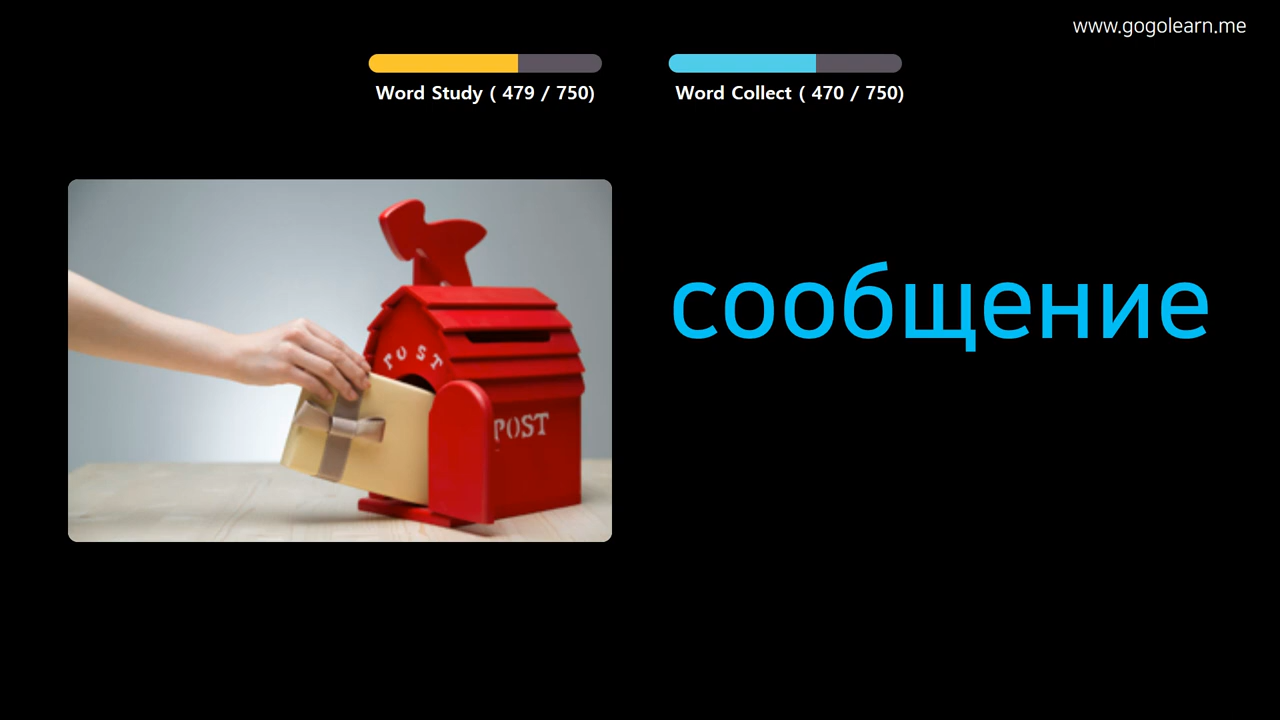 www.gogolearn.me
Word Study ( 479 / 750)
Word Collect ( 470 / 750)
сообщение
POST
POST